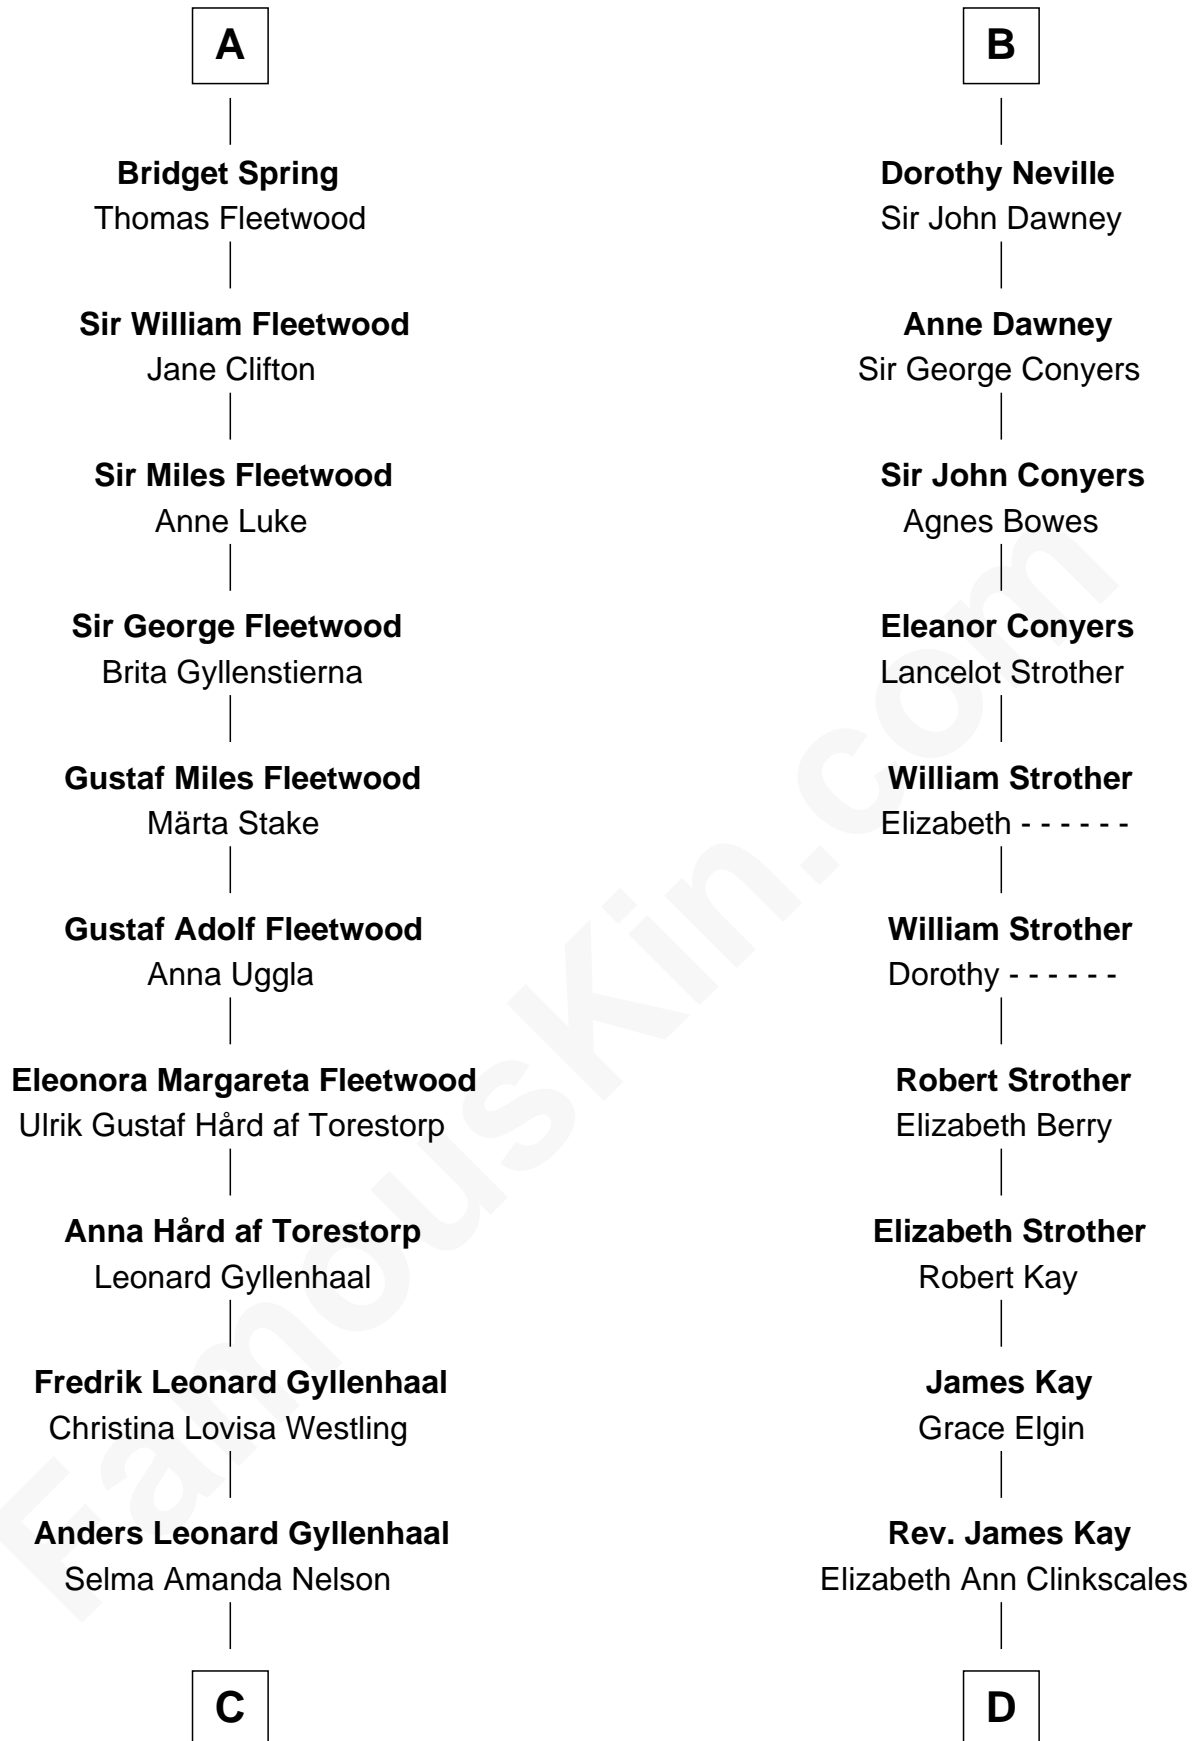 A
Bridget Spring
Thomas Fleetwood
Sir William Fleetwood
Jane Clifton
Sir Miles Fleetwood
Anne Luke
Sir George Fleetwood
Brita Gyllenstierna
Gustaf Miles Fleetwood
Märta Stake
Gustaf Adolf Fleetwood
Anna Uggla
Eleonora Margareta Fleetwood
Ulrik Gustaf Hård af Torestorp
Anna Hård af Torestorp
Leonard Gyllenhaal
Fredrik Leonard Gyllenhaal
Christina Lovisa Westling
Anders Leonard Gyllenhaal
Selma Amanda Nelson
C
B
Dorothy Neville
Sir John Dawney
Anne Dawney
Sir George Conyers
Sir John Conyers
Agnes Bowes
Eleanor Conyers
Lancelot Strother
William Strother
Elizabeth - - - - - -
William Strother
Dorothy - - - - - -
Robert Strother
Elizabeth Berry
Elizabeth Strother
Robert Kay
James Kay
Grace Elgin
Rev. James Kay
Elizabeth Ann Clinkscales
D
FamousKin.com